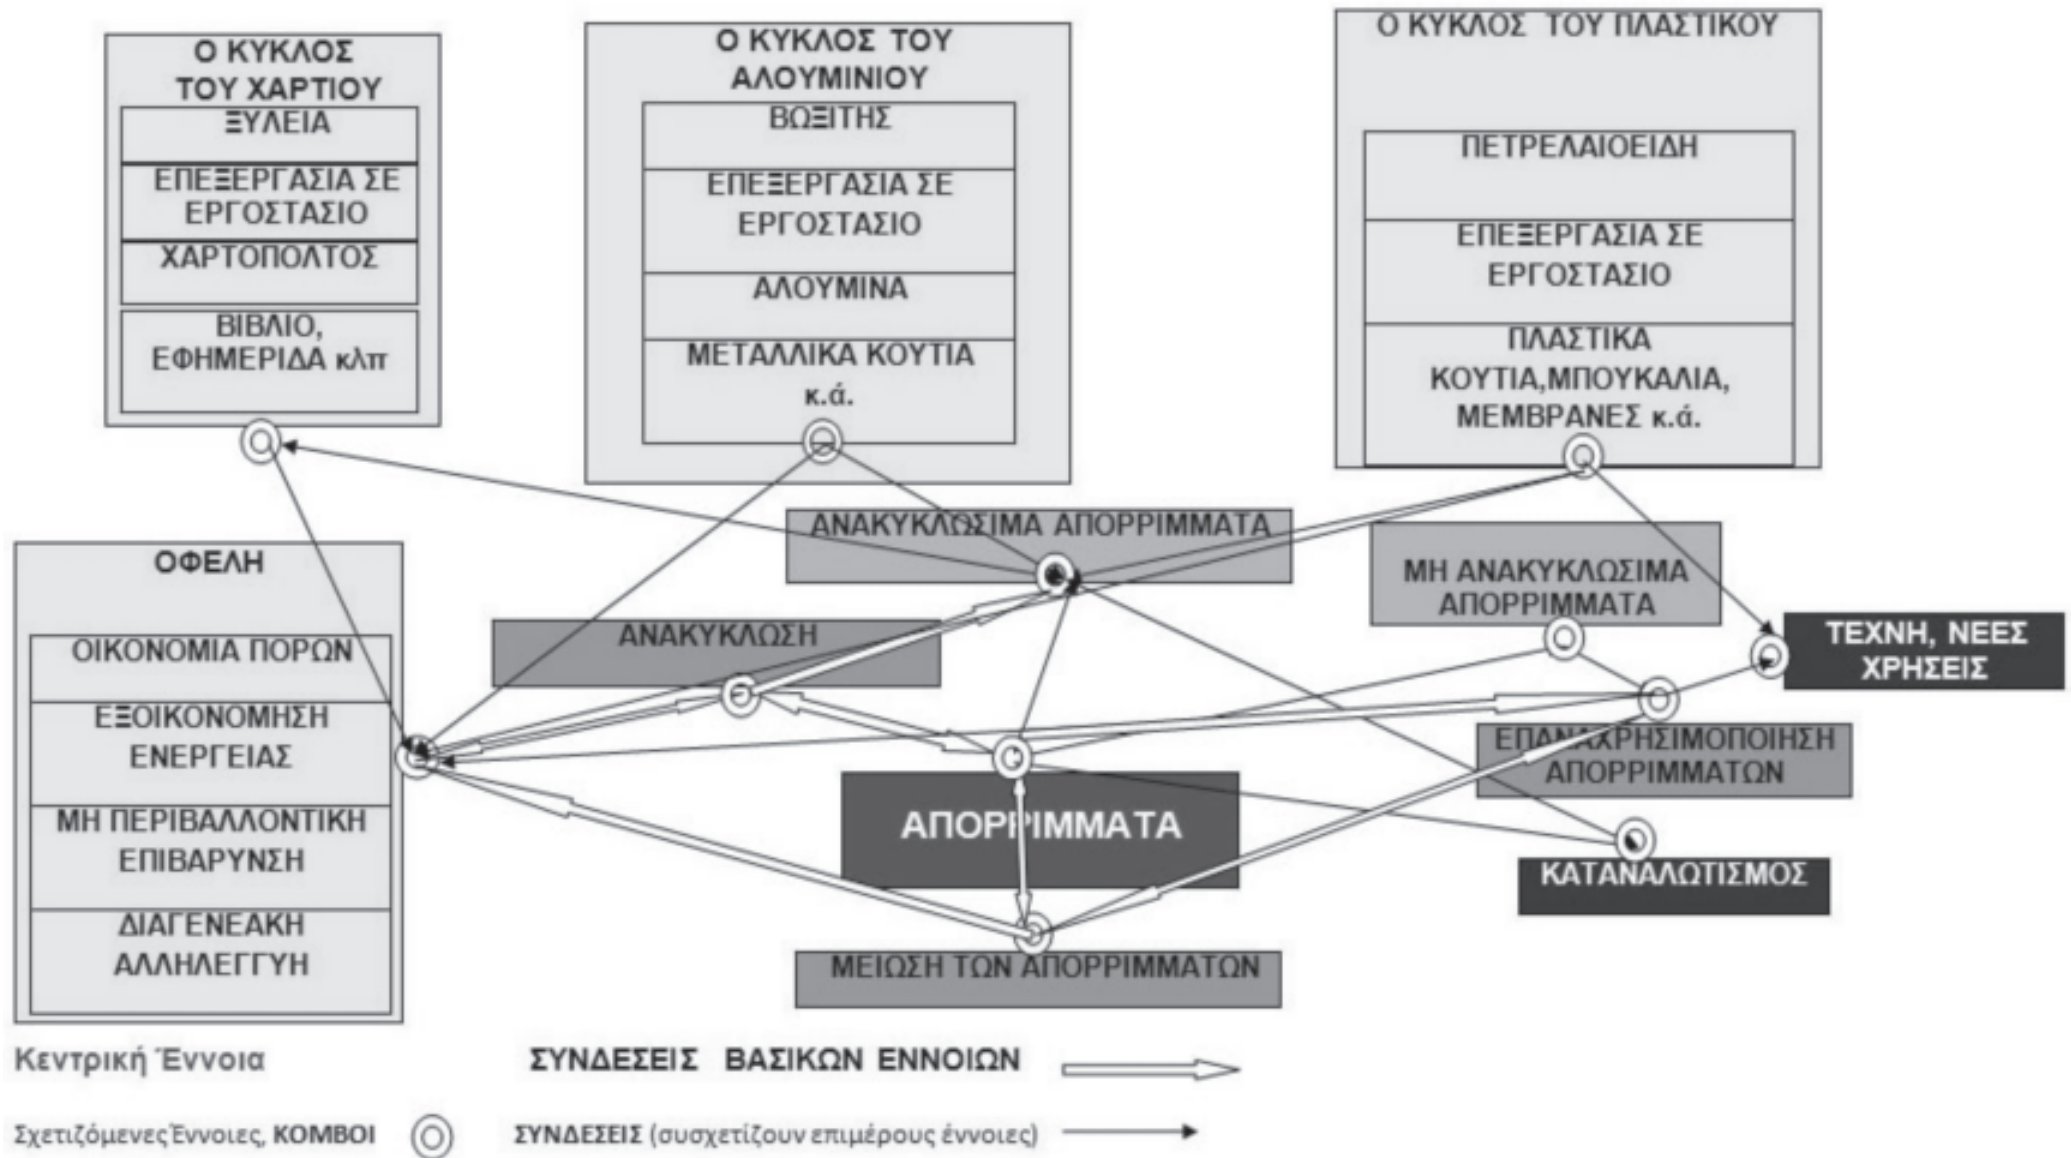 Ο ΚΥΚΛΟΣ
ΤΟΥ ΧΑΡΤΙΟΥ
ΞΥΛΕΙΑ
ΕΠΕΞΕΡΓΑΣΙΑ ΣΕ
ΕΡΓΟΣΤΑΣΙΟ
ΧΑΡΤΟΠΟΛΤΟΣ
ΒΙΒΛΙΟ,
ΕΦΗΜΕΡΙΔΑ κλπ
Ο ΚΥΚΛΟΣ ΤΟΥ
ΑΛΟΥΜΙΝΙΟΥ
ΒΩΞΙΤΗΣ
ΕΠΕΞΕΡΓΑΣΙΑ ΣΕ
ΕΡΓΟΣΤΑΣΙΟ
ΑΛΟΥΜΙΝΑ
ΜΕΤΑΛΛΙΚΑ ΚΟΥΤΙΑ
κ.ά.
Ο ΚΥΚΛΟΣ ΤΟΥ ΠΛΑΣΤΙΚΟΥ
ΠΕΤΡΕΛΑΙΟΕΙΔΗ
ΕΠΕΞΕΡΓΑΣΙΑ ΣΕ
ΕΡΓΟΣΤΑΣΙΟ
ΠΛΑΣΤΙΚΑ
ΚΟΥΤΙΑ,ΜΠΟΥΚΑΛΙΑ,
ΜΕΜΒΡΑΝΕΣ κ.ά.
ΑΝΑΚΥΚΛΩΣΙΜΑ ΑΠΟΡΡΙΜΜΑΤΑ
ΜΗ ΑΝΑΚΥΚΛΩΣΙΜΑ
ΑΠΟΡΡΙΜΜΑΤΑ
ΑΝΑΚΥΚΛΩΣΗ
ΤΕΧΝΗ, ΝΕΕΣ
ΧΡΗΣΕΙΣ
ΟΦΕΛΗ
ΟΙΚΟΝΟΜΙΑ ΠΟΡΩΝ
ΕΞΟΙΚΟΝΟΜΗΣΗ
ΕΝΕΡΓΕΙΑΣ
ΜΗ ΠΕΡΙΒΑΛΛΟΝΤΙΚΗ
ΕΠΙΒΑΡΥΝΣΗ
ΔΙΑΓΕΝΕΑΚΗ
ΑΛΛΗΛΕΓΓΥΗ
ΕΠΑΝΑΧΡΗΣΙΜΟΠΟΙΗΣΗ
ΑΠΟΡΡΙΜΜΑΤΩΝ
ΑΠΟΡΡΙΜΜΑΤΑ
ΚΑΤΑΝΑΛΩΤΙΣΜΟΣ
ΜΕΙΩΣΗ ΤΩΝ ΑΠΟΡΡΙΜΜΑΤΩΝ
Κεντρική Έννοια
ΣΥΝΔΕΣΕΙΣ ΒΑΣΙΚΩΝ ΕΝΝΟΙΩΝ
Σχετιζόμενες Έννοιες, ΚΟΜΒΟΙ
ΣΥΝΔΕΣΕΙΣ (συσχετίζουν επιμέρους έννοιες)